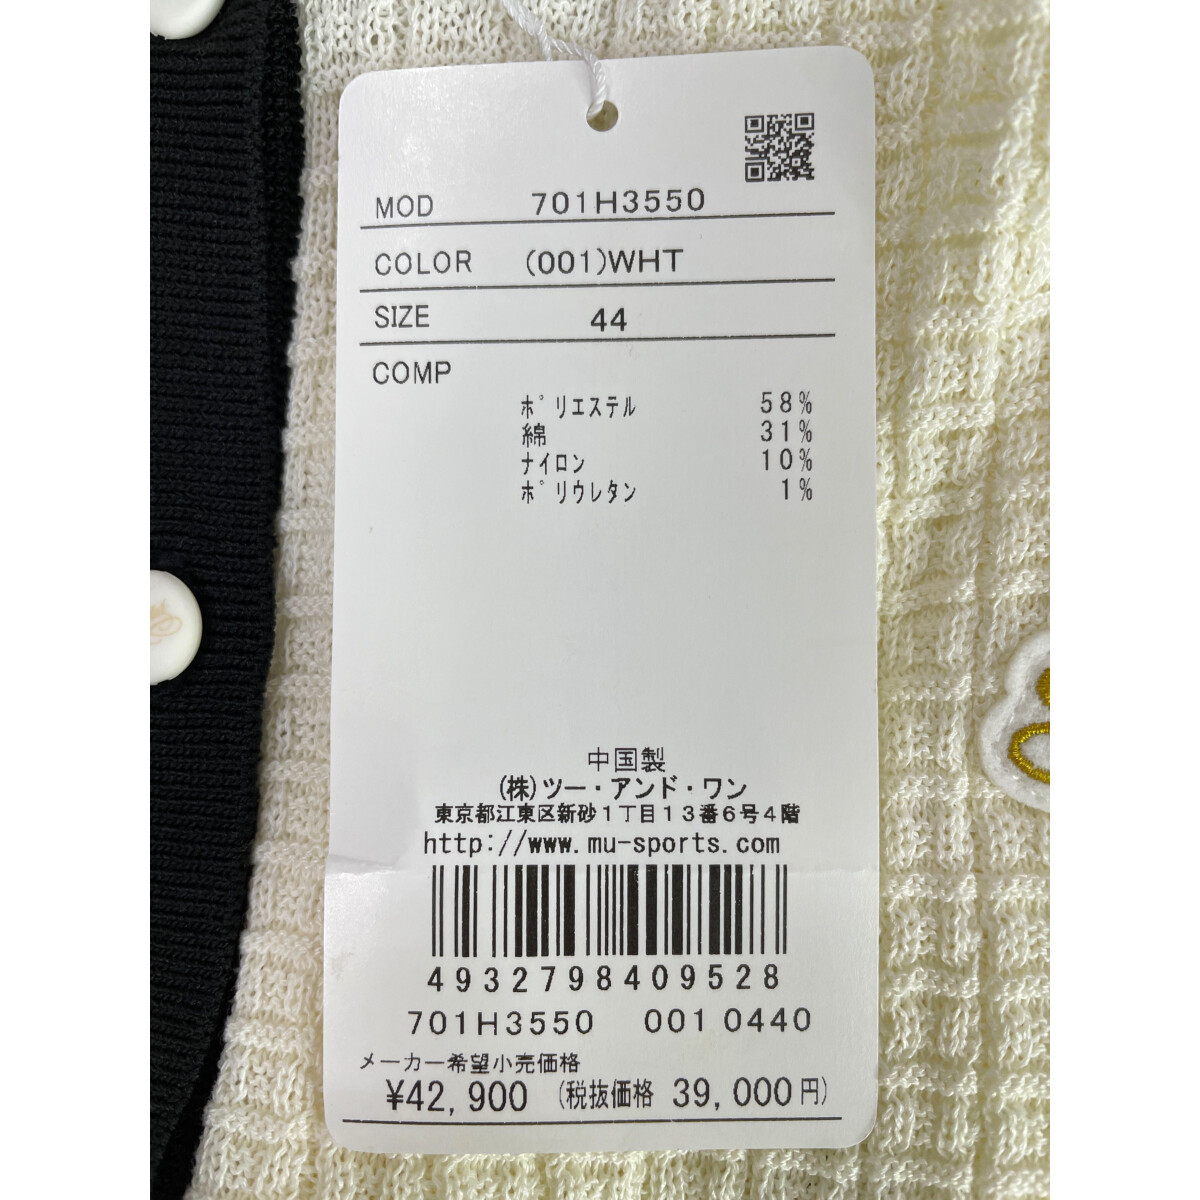 MOD 701H3550
COLOR (001)WHT
SIZE 44
COMP
ポリエステル 58%
綿 31%
ナイロン 10%
ポリウレタン 1%
中国製
(株)ツー・アンド・ワン
東京都江東区新砂1丁目13番6号4階
http://www.mu-sports.com
4932798409528
701H3550 001 0440
メーカー希望小売価格
¥42,900 (税抜価格 39,000円)